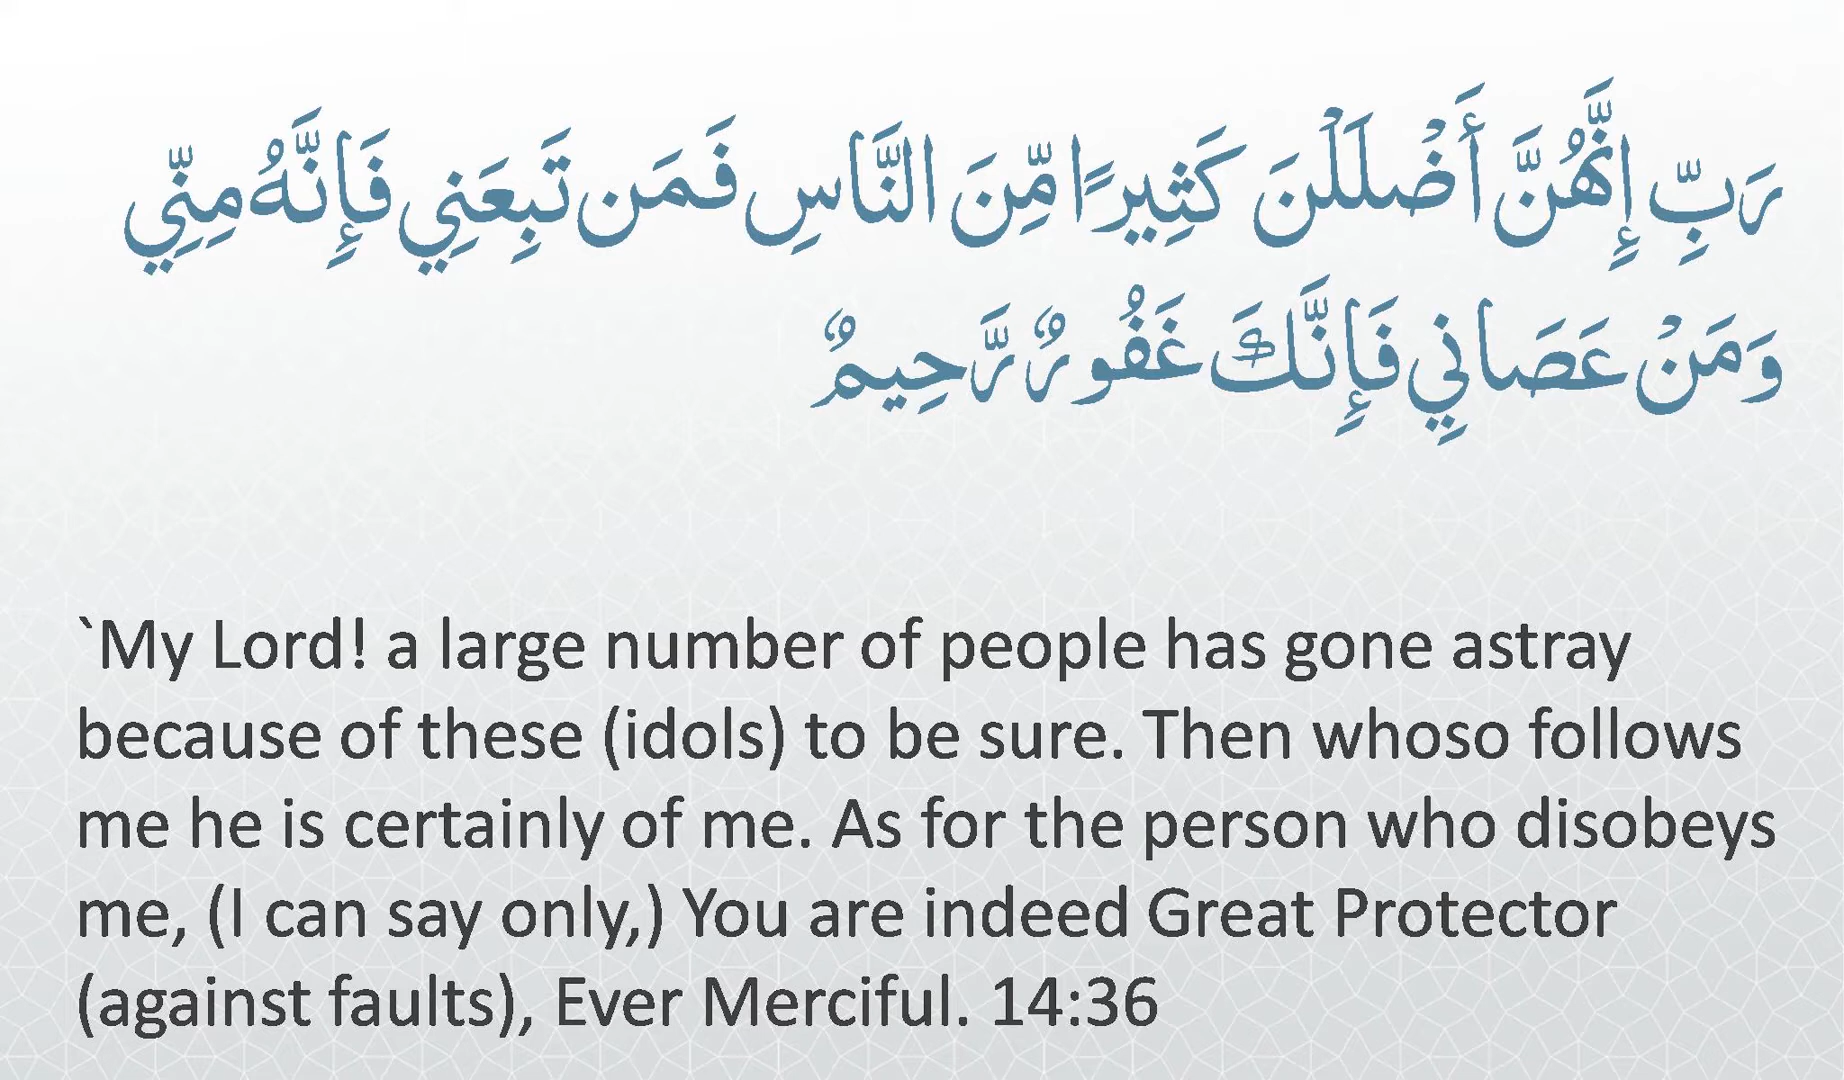 رَبِّ إِنَّهُنَّ أَضْلَلْنَ كَثِيرًا مِّنَ النَّاسِ فَمَن تَبِعَنِي فَإِنَّهُ مِنِّي
وَمَنْ عَصَانِي فَإِنَّكَ غَفُورٌ رَّحِيمٌ
`My Lord! a large number of people has gone astray
because of these (idols) to be sure. Then whoso follows
me he is certainly of me. As for the person who disobeys
me, (I can say only,) You are indeed Great Protector
(against faults), Ever Merciful. 14:36